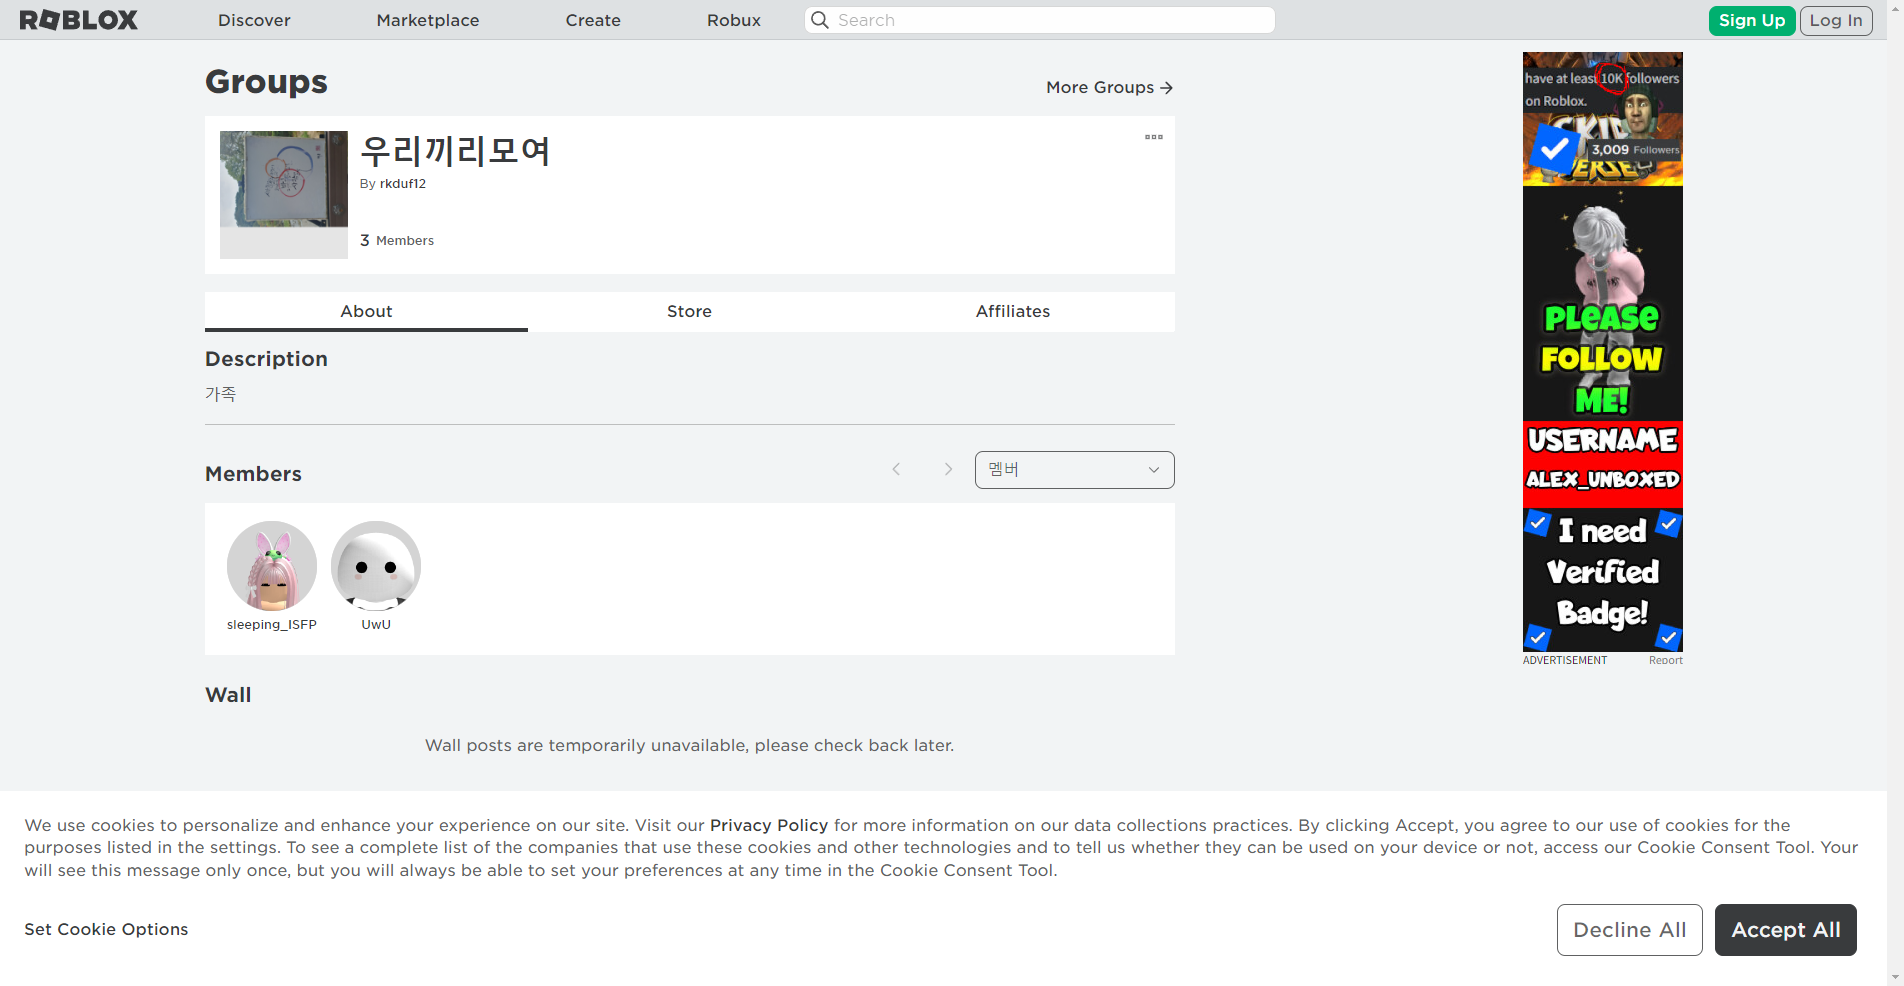 ROBLOX
Discover
Marketplace
Create
Robux
Search
Sign Up
Log In
Groups
More Groups
우리끼리모여
By rkduf12
3 Members
About
Store
Affiliates
Description
가족
Members
멤버
sleeping_ISFP
UwU
Wall
Wall posts are temporarily unavailable, please check back later.
have at least 10K followers
on Roblox.
3,009 Followers
PLEASE
FOLLOW
ME!
USERNAME
ALEX_UNBOXED
I need
Verified
Badge!
ADVERTISEMENT
Report
We use cookies to personalize and enhance your experience on our site. Visit our Privacy Policy for more information on our data collections practices. By clicking Accept, you agree to our use of cookies for the
purposes listed in the settings. To see a complete list of the companies that use these cookies and other technologies and to tell us whether they can be used on your device or not, access our Cookie Consent Tool. Your
will see this message only once, but you will always be able to set your preferences at any time in the Cookie Consent Tool.
Set Cookie Options
Decline All
Accept All